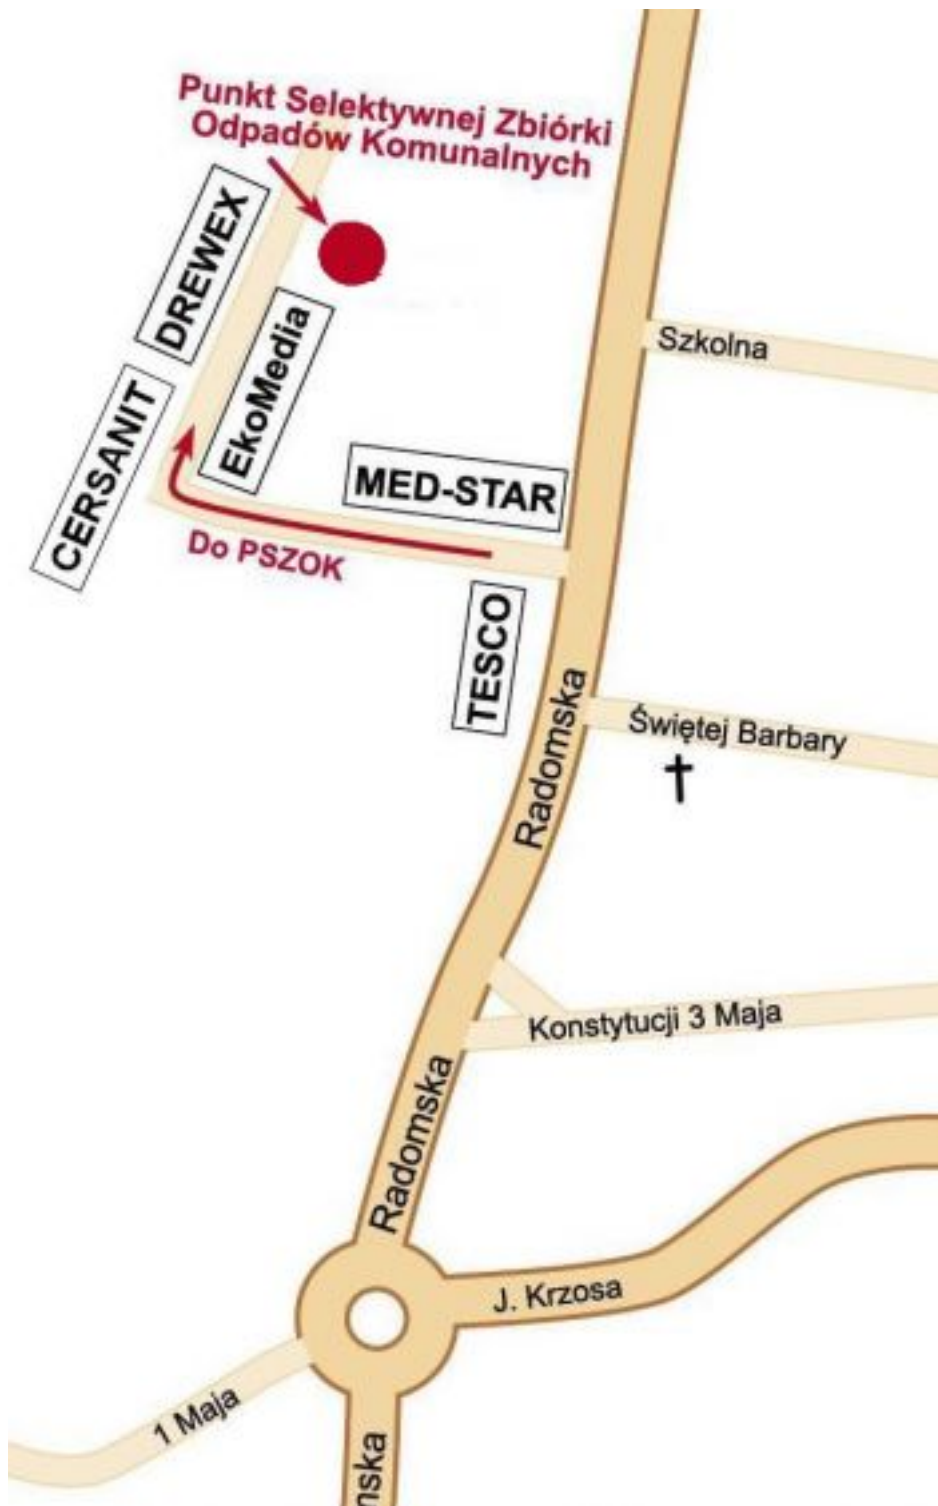 Punkt Selektywnej Zbiórki
Odpadów Komunalnych
DREWEX
EkoMedia
CERSANIT
MED-STAR
Do PSZOK
TESCO
Szkolna
Radomska
Świętej Barbary
Konstytucji 3 Maja
Radomska
J. Krzosa
1 Maja
mska